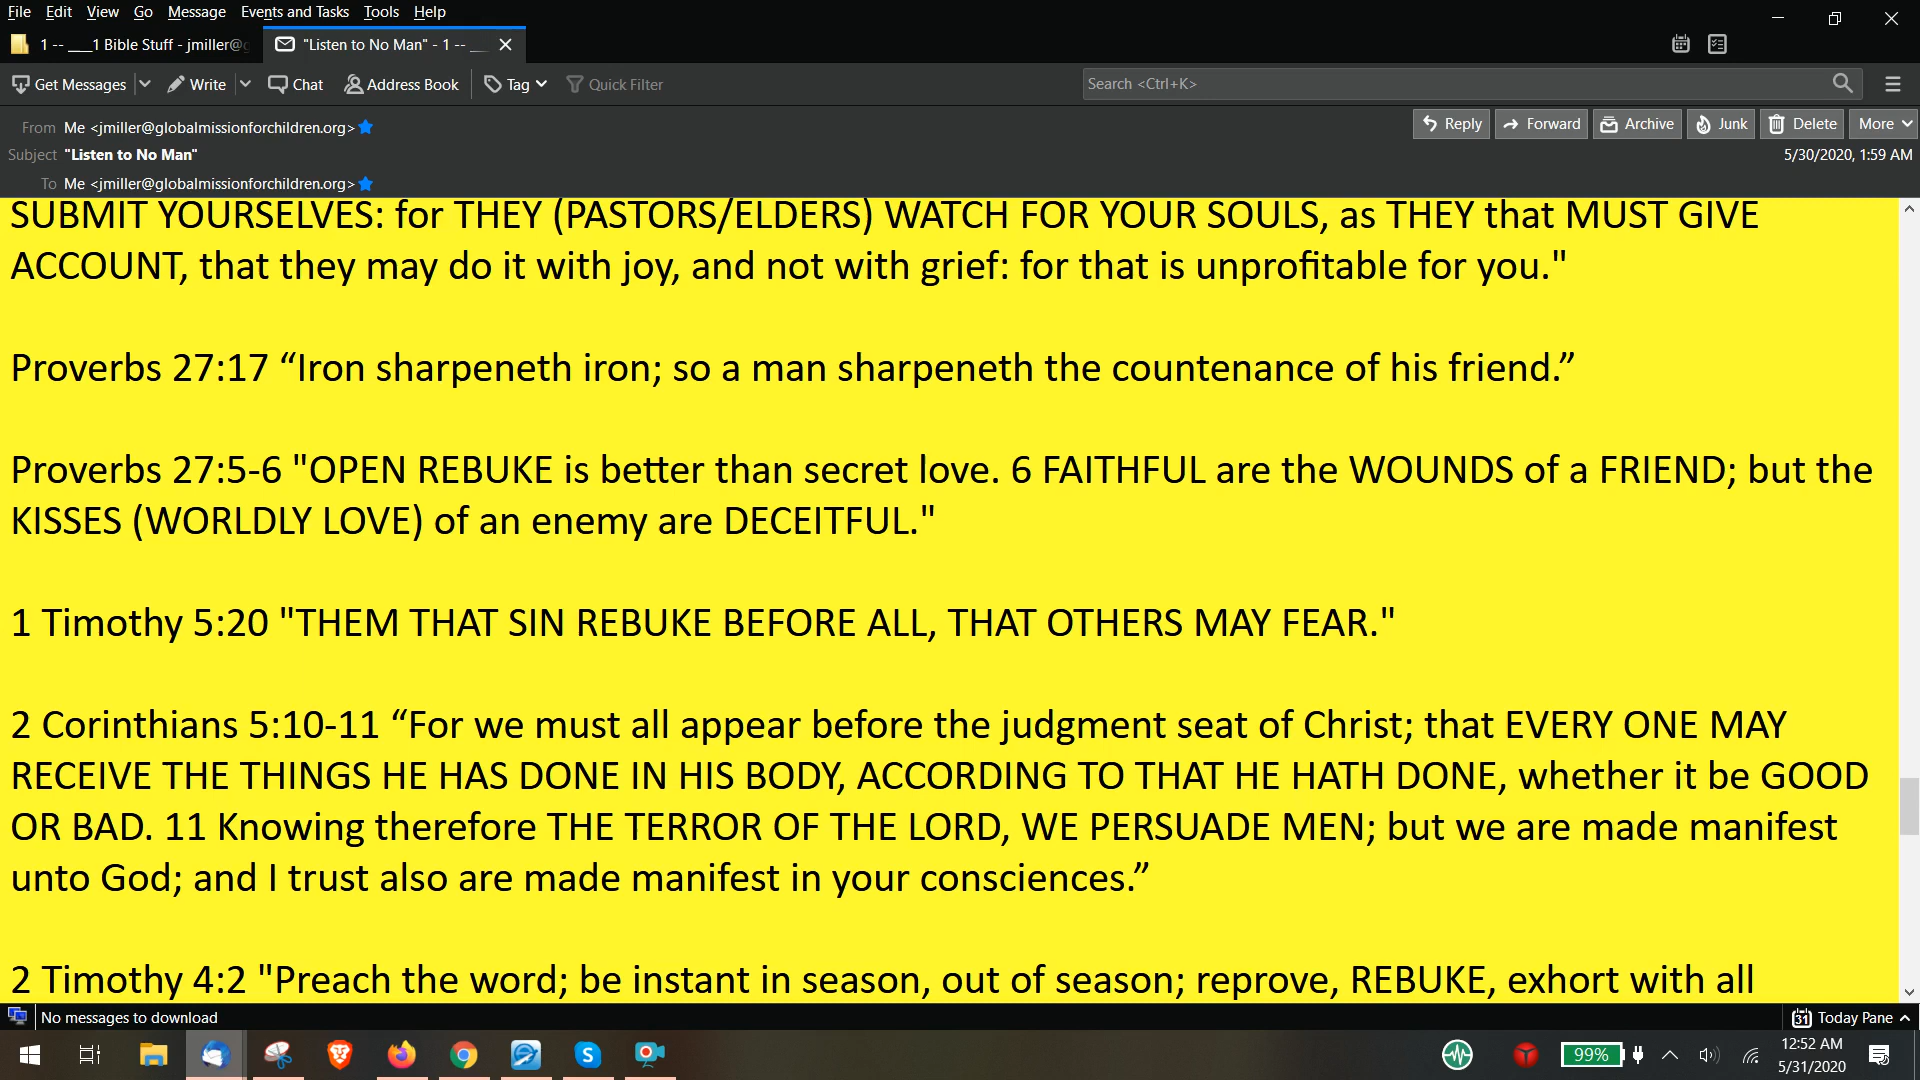 File Edit View Go Message Events and Tasks Tools Help
1 -- ___1 Bible Stuff - jmiller@g
"Listen to No Man" - 1 -- __
Get Messages Write Chat Address Book Tag Quick Filter Search <Ctrl+K>
From Me <jmiller@globalmissionforchildren.org> Reply Forward Archive Junk Delete More
Subject "Listen to No Man" 5/30/2020, 1:59 AM
To Me <jmiller@globalmissionforchildren.org>
SUBMIT YOURSELVES: for THEY (PASTORS/ELDERS) WATCH FOR YOUR SOULS, as THEY that MUST GIVE
ACCOUNT, that they may do it with joy, and not with grief: for that is unprofitable for you."
Proverbs 27:17 “Iron sharpeneth iron; so a man sharpeneth the countenance of his friend.”
Proverbs 27:5-6 "OPEN REBUKE is better than secret love. 6 FAITHFUL are the WOUNDS of a FRIEND; but the
KISSES (WORLDLY LOVE) of an enemy are DECEITFUL."
1 Timothy 5:20 "THEM THAT SIN REBUKE BEFORE ALL, THAT OTHERS MAY FEAR."
2 Corinthians 5:10-11 “For we must all appear before the judgment seat of Christ; that EVERY ONE MAY
RECEIVE THE THINGS HE HAS DONE IN HIS BODY, ACCORDING TO THAT HE HATH DONE, whether it be GOOD
OR BAD. 11 Knowing therefore THE TERROR OF THE LORD, WE PERSUADE MEN; but we are made manifest
unto God; and I trust also are made manifest in your consciences.”
2 Timothy 4:2 "Preach the word; be instant in season, out of season; reprove, REBUKE, exhort with all
No messages to download 31 Today Pane
99% 12:52 AM
5/31/2020